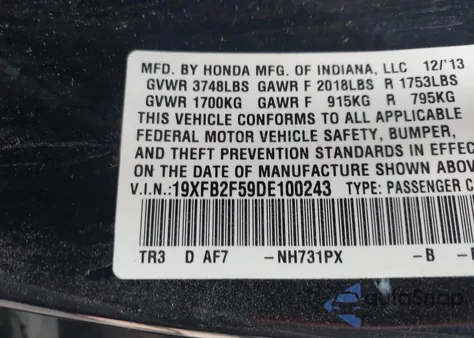 MFD. BY HONDA MFG. OF INDIANA, LLC 12/'13
GVWR 3748LBS GAWR F 2018LBS R 1753LBS
GVWR 1700KG GAWR F 915KG R 795KG
THIS VEHICLE CONFORMS TO ALL APPLICABLE
FEDERAL MOTOR VEHICLE SAFETY, BUMPER,
AND THEFT PREVENTION STANDARDS IN EFFEC
ON THE DATE OF MANUFACTURE SHOWN ABOV
V.I.N.:19XFB2F59DE100243 TYPE: PASSENGER C
TR3 D AF7 -NH731PX -B -
autoSnap